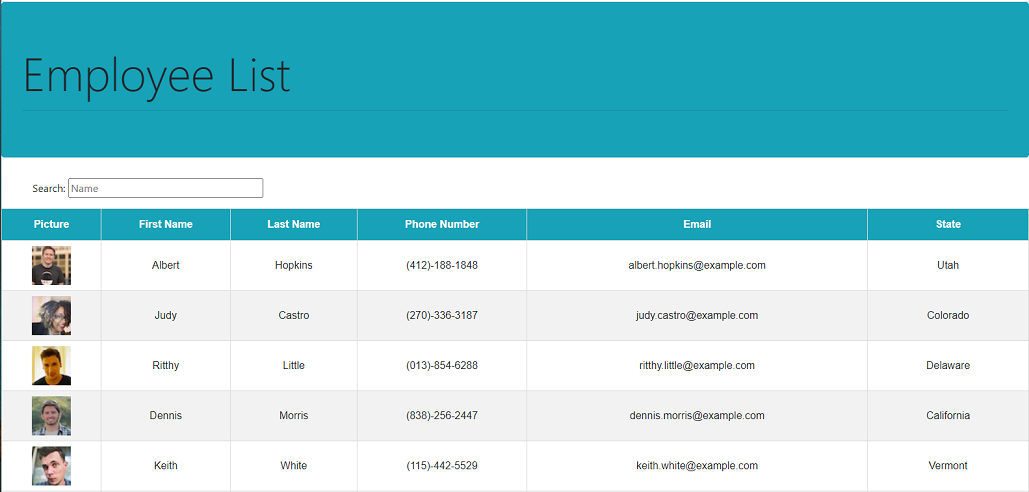 Employee List
Search: Name
Picture First Name Last Name Phone Number Email State
Albert Hopkins (412)-188-1848 albert.hopkins@example.com Utah
Judy Castro (270)-336-3187 judy.castro@example.com Colorado
Ritthy Little (013)-854-6288 ritthy.little@example.com Delaware
Dennis Morris (838)-256-2447 dennis.morris@example.com California
Keith White (115)-442-5529 keith.white@example.com Vermont